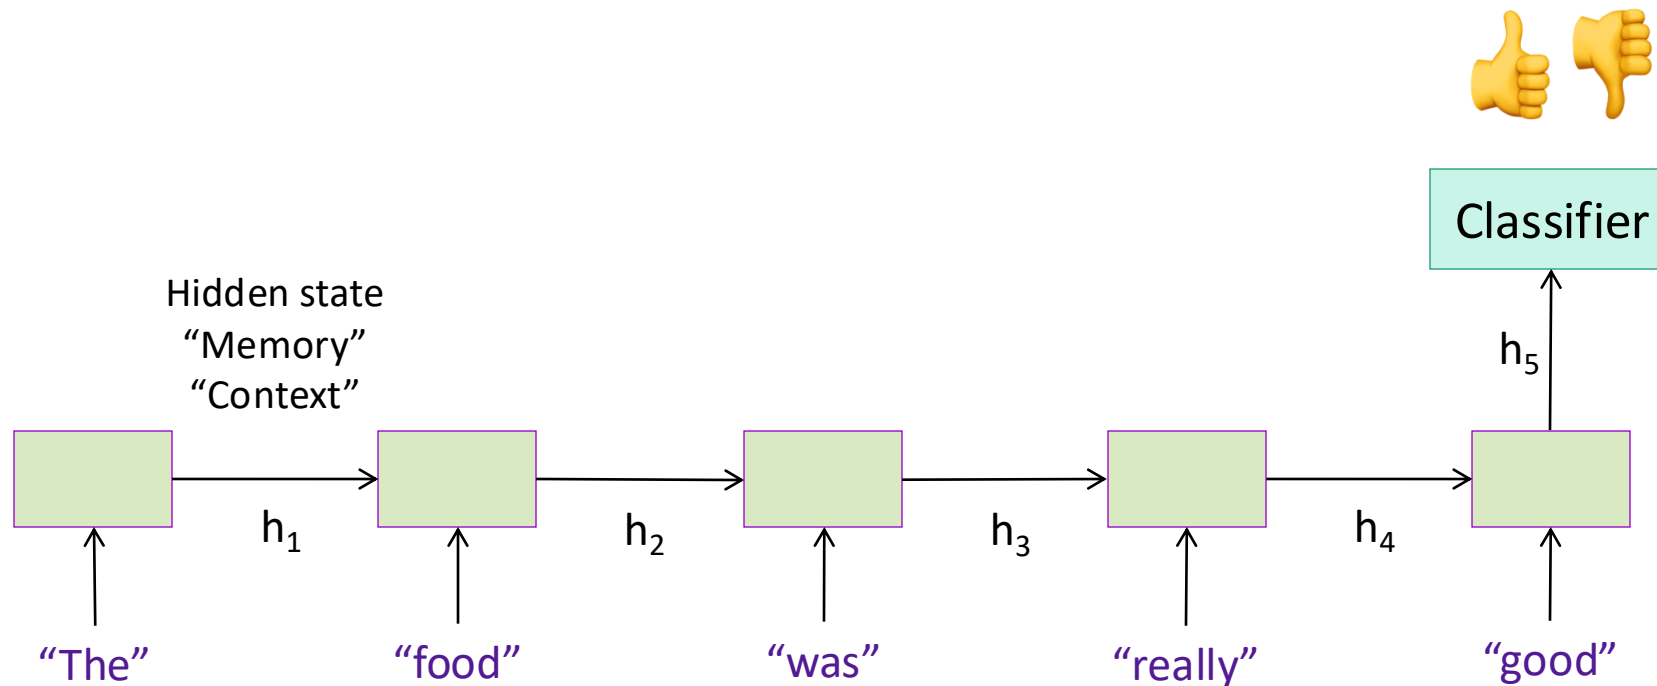 Classifier
Hidden state
“Memory”
“Context”
h₅
h₁
h₂
h₃
h₄
“The”
“food”
“was”
“really”
“good”